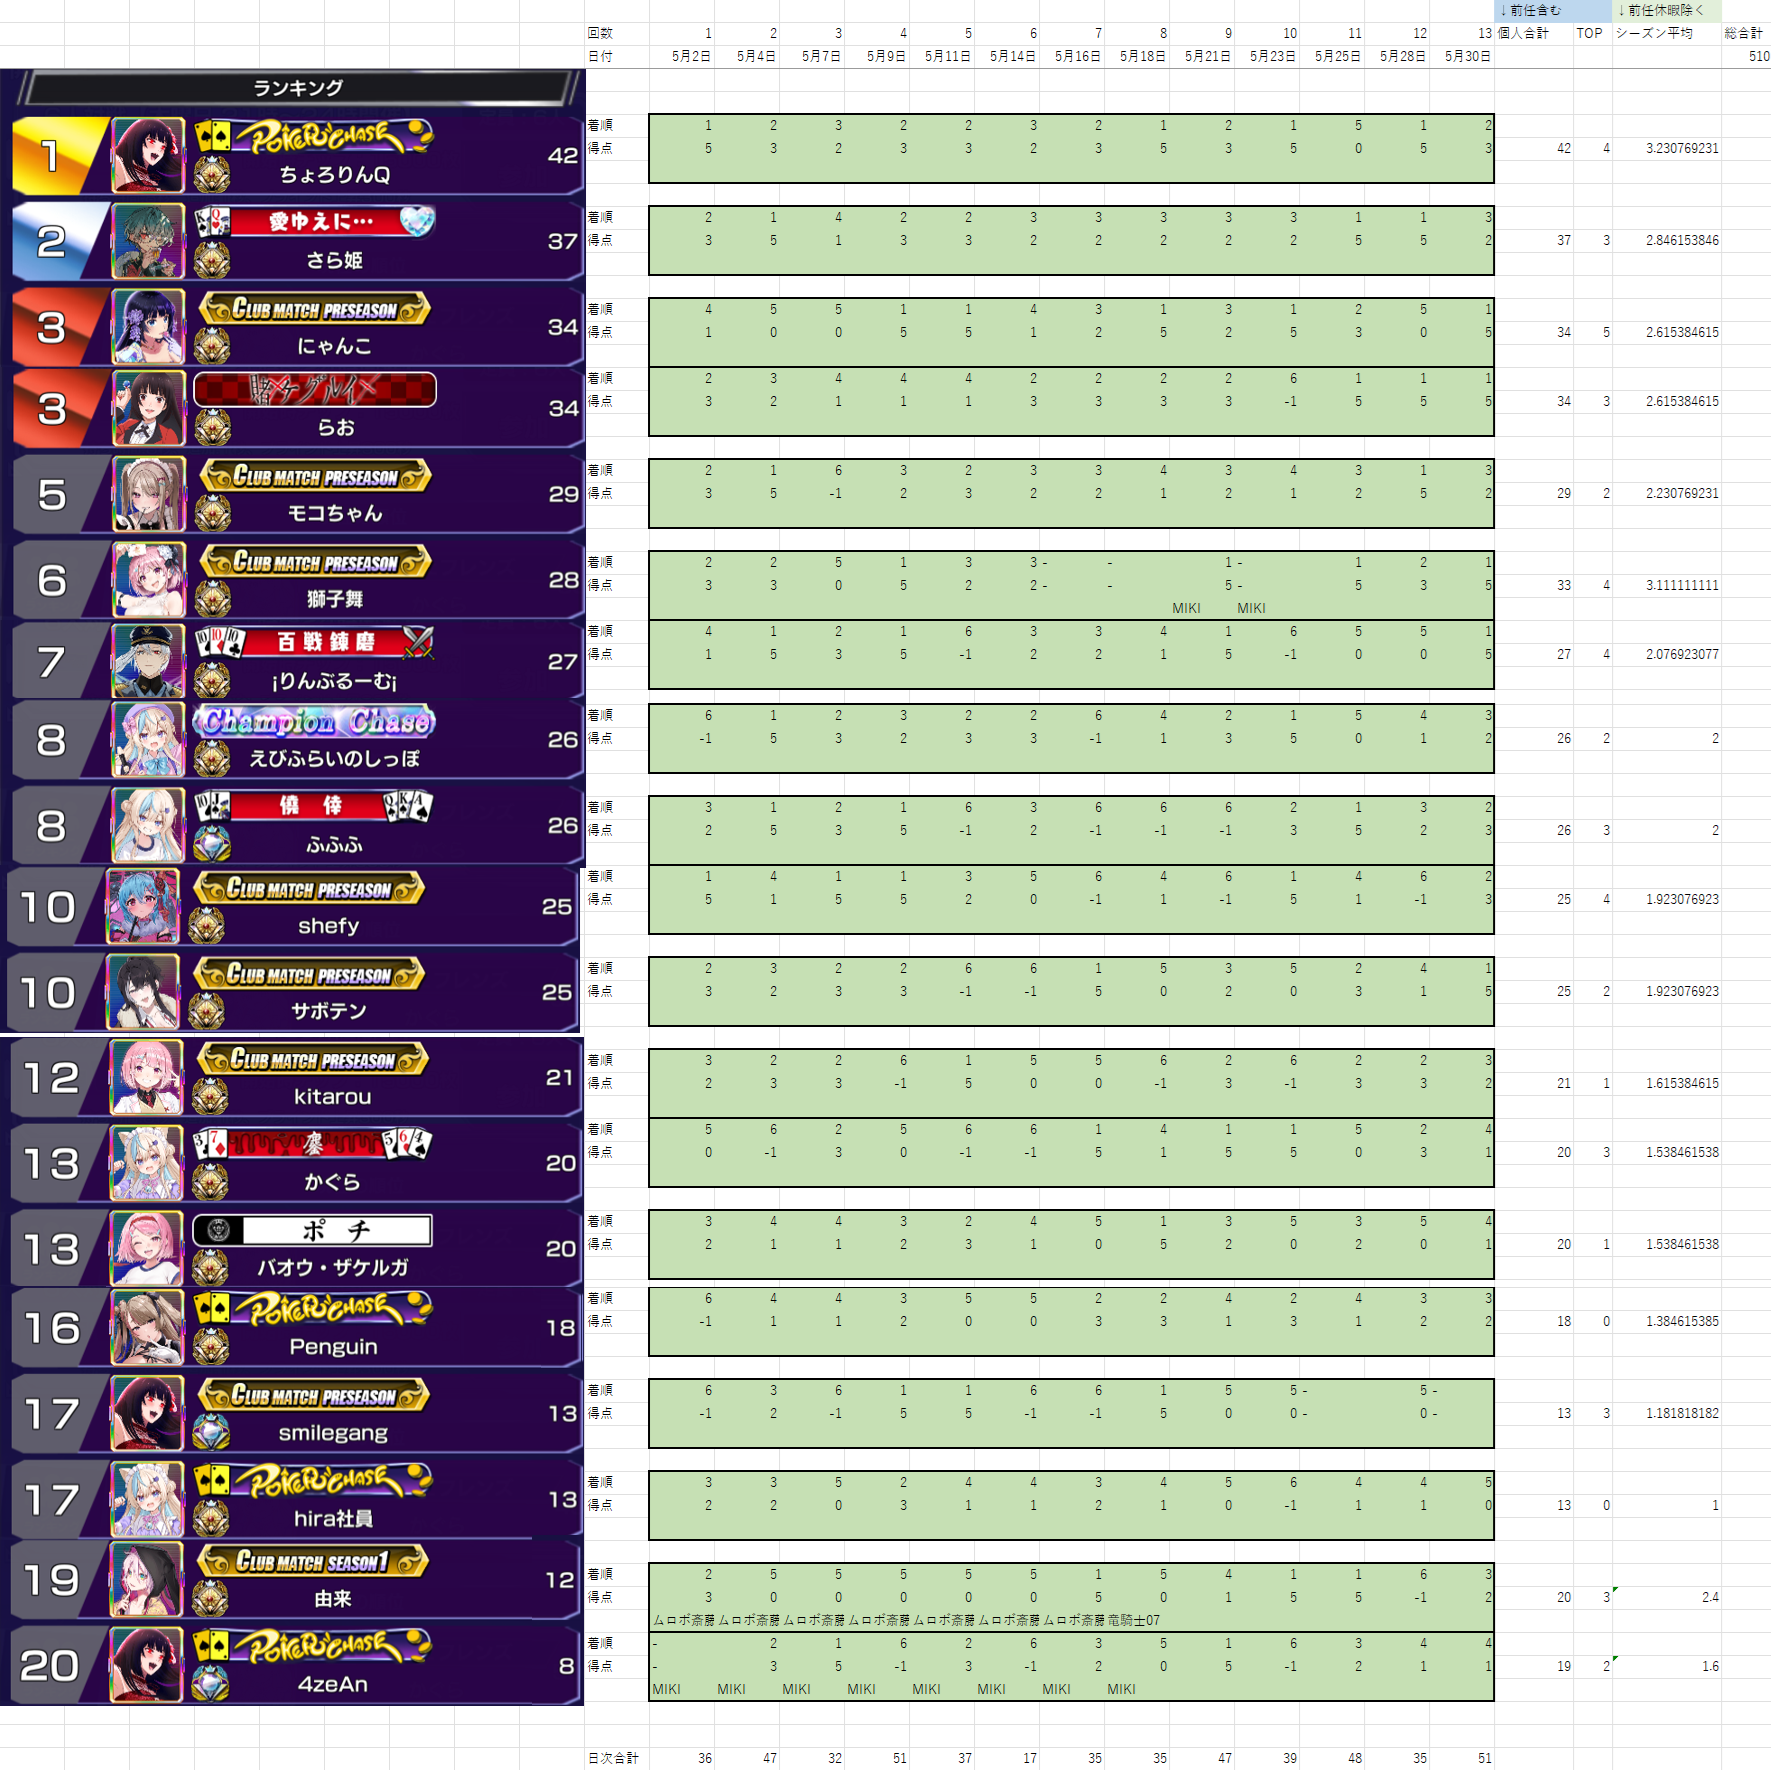 ↓前任含む ↓前任休暇除く
回数 1 2 3 4 5 6 7 8 9 10 11 12 13 個人合計 TOP シーズン平均 総合計
日付 5月2日 5月4日 5月7日 5月9日 5月11日 5月14日 5月16日 5月18日 5月21日 5月23日 5月25日 5月28日 5月30日 510
ランキング
1 POKER CHASE ちょろりんQ 42
着順 1 2 3 2 2 3 2 1 2 1 5 1 2
得点 5 3 2 3 3 2 3 5 3 5 0 5 3 42 4 3.230769231
2 K Q 愛ゆえに… さら姫 37
着順 2 1 4 2 2 3 3 3 3 3 1 1 3
得点 3 5 1 3 3 2 2 2 2 2 5 5 2 37 3 2.846153846
3 CLUB MATCH PRESEASON にゃんこ 34
着順 4 5 5 1 1 4 3 1 3 1 2 5 1
得点 1 0 0 5 5 1 2 5 2 5 3 0 5 34 5 2.615384615
3 賭ケグルイ らお 34
着順 2 3 4 4 4 2 2 2 2 6 1 1 1
得点 3 2 1 1 1 3 3 3 3 -1 5 5 5 34 3 2.615384615
5 CLUB MATCH PRESEASON モコちゃん 29
着順 2 1 6 3 2 3 3 4 3 4 3 1 3
得点 3 5 -1 2 3 2 2 1 2 1 2 5 2 29 2 2.230769231
6 CLUB MATCH PRESEASON 獅子舞 28
着順 2 2 5 1 3 3 - - 1 - 1 2 1
得点 3 3 0 5 2 2 - - 5 - 5 3 5 33 4 3.111111111
MIKI MIKI
7 10 10 10 百戦錬磨 ¡りんぶるーむ¡ 27
着順 4 1 2 1 6 3 3 4 1 6 5 5 1
得点 1 5 3 5 -1 2 2 1 5 -1 0 0 5 27 4 2.076923077
8 Champion Chase えびふらいのしっぽ 26
着順 6 1 2 3 2 2 6 4 2 1 5 4 3
得点 -1 5 3 2 3 3 -1 1 3 5 0 1 2 26 2 2
8 10 J 僥倖 Q K A ふふふ 26
着順 3 1 2 1 6 3 6 6 6 2 1 3 2
得点 2 5 3 5 -1 2 -1 -1 -1 3 5 2 3 26 3 2
10 CLUB MATCH PRESEASON shefy 25
着順 1 4 1 1 3 5 6 4 6 1 4 6 2
得点 5 1 5 5 2 0 -1 1 -1 5 1 -1 3 25 4 1.923076923
10 CLUB MATCH PRESEASON サボテン 25
着順 2 3 2 2 6 6 1 5 3 5 2 4 1
得点 3 2 3 3 -1 -1 5 0 2 0 3 1 5 25 2 1.923076923
12 CLUB MATCH PRESEASON kitarou 21
着順 3 2 2 6 1 5 5 6 2 6 2 2 3
得点 2 3 3 -1 5 0 0 -1 3 -1 3 3 2 21 1 1.615384615
13 3 7 5 6 4 かぐら 20
着順 5 6 2 5 6 6 1 4 1 1 5 2 4
得点 0 -1 3 0 -1 -1 5 1 5 5 0 3 1 20 3 1.538461538
13 ポチ バオウ・ザケルガ 20
着順 3 4 4 3 2 4 5 1 3 5 3 5 4
得点 2 1 1 2 3 1 0 5 2 0 2 0 1 20 1 1.538461538
16 POKER CHASE Penguin 18
着順 6 4 4 3 5 5 2 2 4 2 4 3 3
得点 -1 1 1 2 0 0 3 3 1 3 1 2 2 18 0 1.384615385
17 CLUB MATCH PRESEASON smilegang 13
着順 6 3 6 1 1 6 6 1 5 5 - 5 -
得点 -1 2 -1 5 5 -1 -1 5 0 0 - 0 - 13 3 1.181818182
17 POKER CHASE hira社員 13
着順 3 3 5 2 4 4 3 4 5 6 4 4 5
得点 2 2 0 3 1 1 2 1 0 -1 1 1 0 13 0 1
19 CLUB MATCH SEASON1 由来 12
着順 2 5 5 5 5 5 1 5 4 1 1 6 3
得点 3 0 0 0 0 0 5 0 1 5 5 -1 2 20 3 2.4
ムロボ斎勝 ムロボ斎勝 ムロボ斎勝 ムロボ斎勝 ムロボ斎勝 ムロボ斎勝 ムロボ斎勝 竜騎士07
20 POKER CHASE 4zeAn 8
着順 - 2 1 6 2 6 3 5 1 6 3 4 4
得点 - 3 5 -1 3 -1 2 0 5 -1 2 1 1 19 2 1.6
MIKI MIKI MIKI MIKI MIKI MIKI MIKI MIKI
日次合計 36 47 32 51 37 17 35 35 47 39 48 35 51